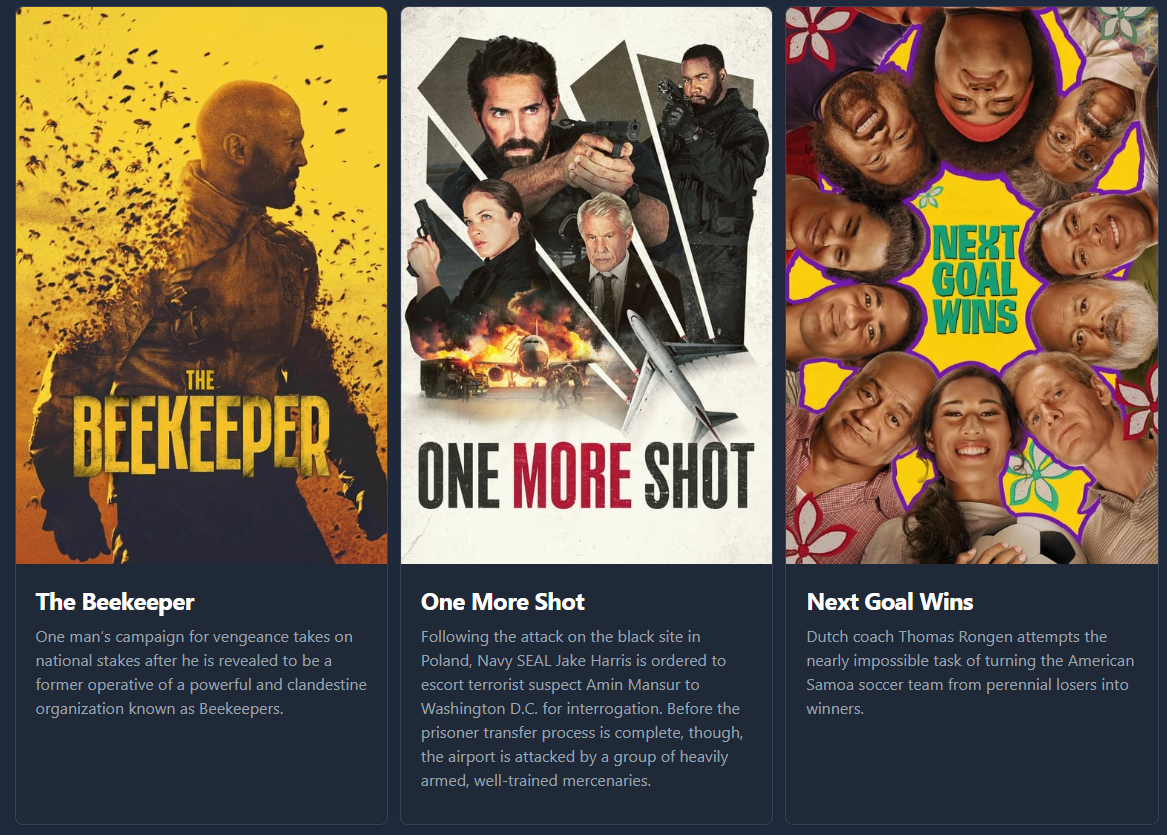 THE
BEEKEEPER
ONE MORE SHOT
NEXT
GOAL
WINS
The Beekeeper
One man’s campaign for vengeance takes on
national stakes after he is revealed to be a
former operative of a powerful and clandestine
organization known as Beekeepers.
One More Shot
Following the attack on the black site in
Poland, Navy SEAL Jake Harris is ordered to
escort terrorist suspect Amin Mansur to
Washington D.C. for interrogation. Before the
prisoner transfer process is complete, though,
the airport is attacked by a group of heavily
armed, well-trained mercenaries.
Next Goal Wins
Dutch coach Thomas Rongen attempts the
nearly impossible task of turning the American
Samoa soccer team from perennial losers into
winners.